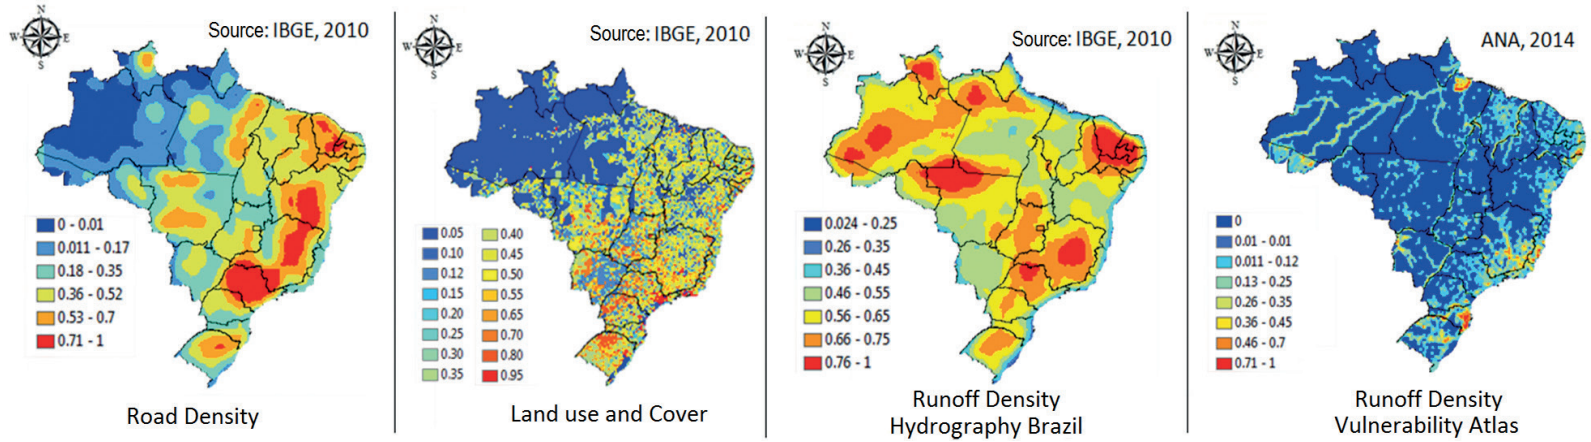 N
W
E
S
Source: IBGE, 2010
0 - 0.01
0.011 - 0.17
0.18 - 0.35
0.36 - 0.52
0.53 - 0.7
0.71 - 1
Road Density
N
W
E
S
Source: IBGE, 2010
0.05
0.10
0.12
0.15
0.20
0.25
0.30
0.35
0.40
0.45
0.50
0.55
0.65
0.70
0.80
0.95
Land use and Cover
N
W
E
S
Source: IBGE, 2010
0.024 - 0.25
0.26 - 0.35
0.36 - 0.45
0.46 - 0.55
0.56 - 0.65
0.66 - 0.75
0.76 - 1
Runoff Density
Hydrography Brazil
N
W
E
S
ANA, 2014
0
0.01 - 0.01
0.011 - 0.12
0.13 - 0.25
0.26 - 0.35
0.36 - 0.45
0.46 - 0.7
0.71 - 1
Runoff Density
Vulnerability Atlas